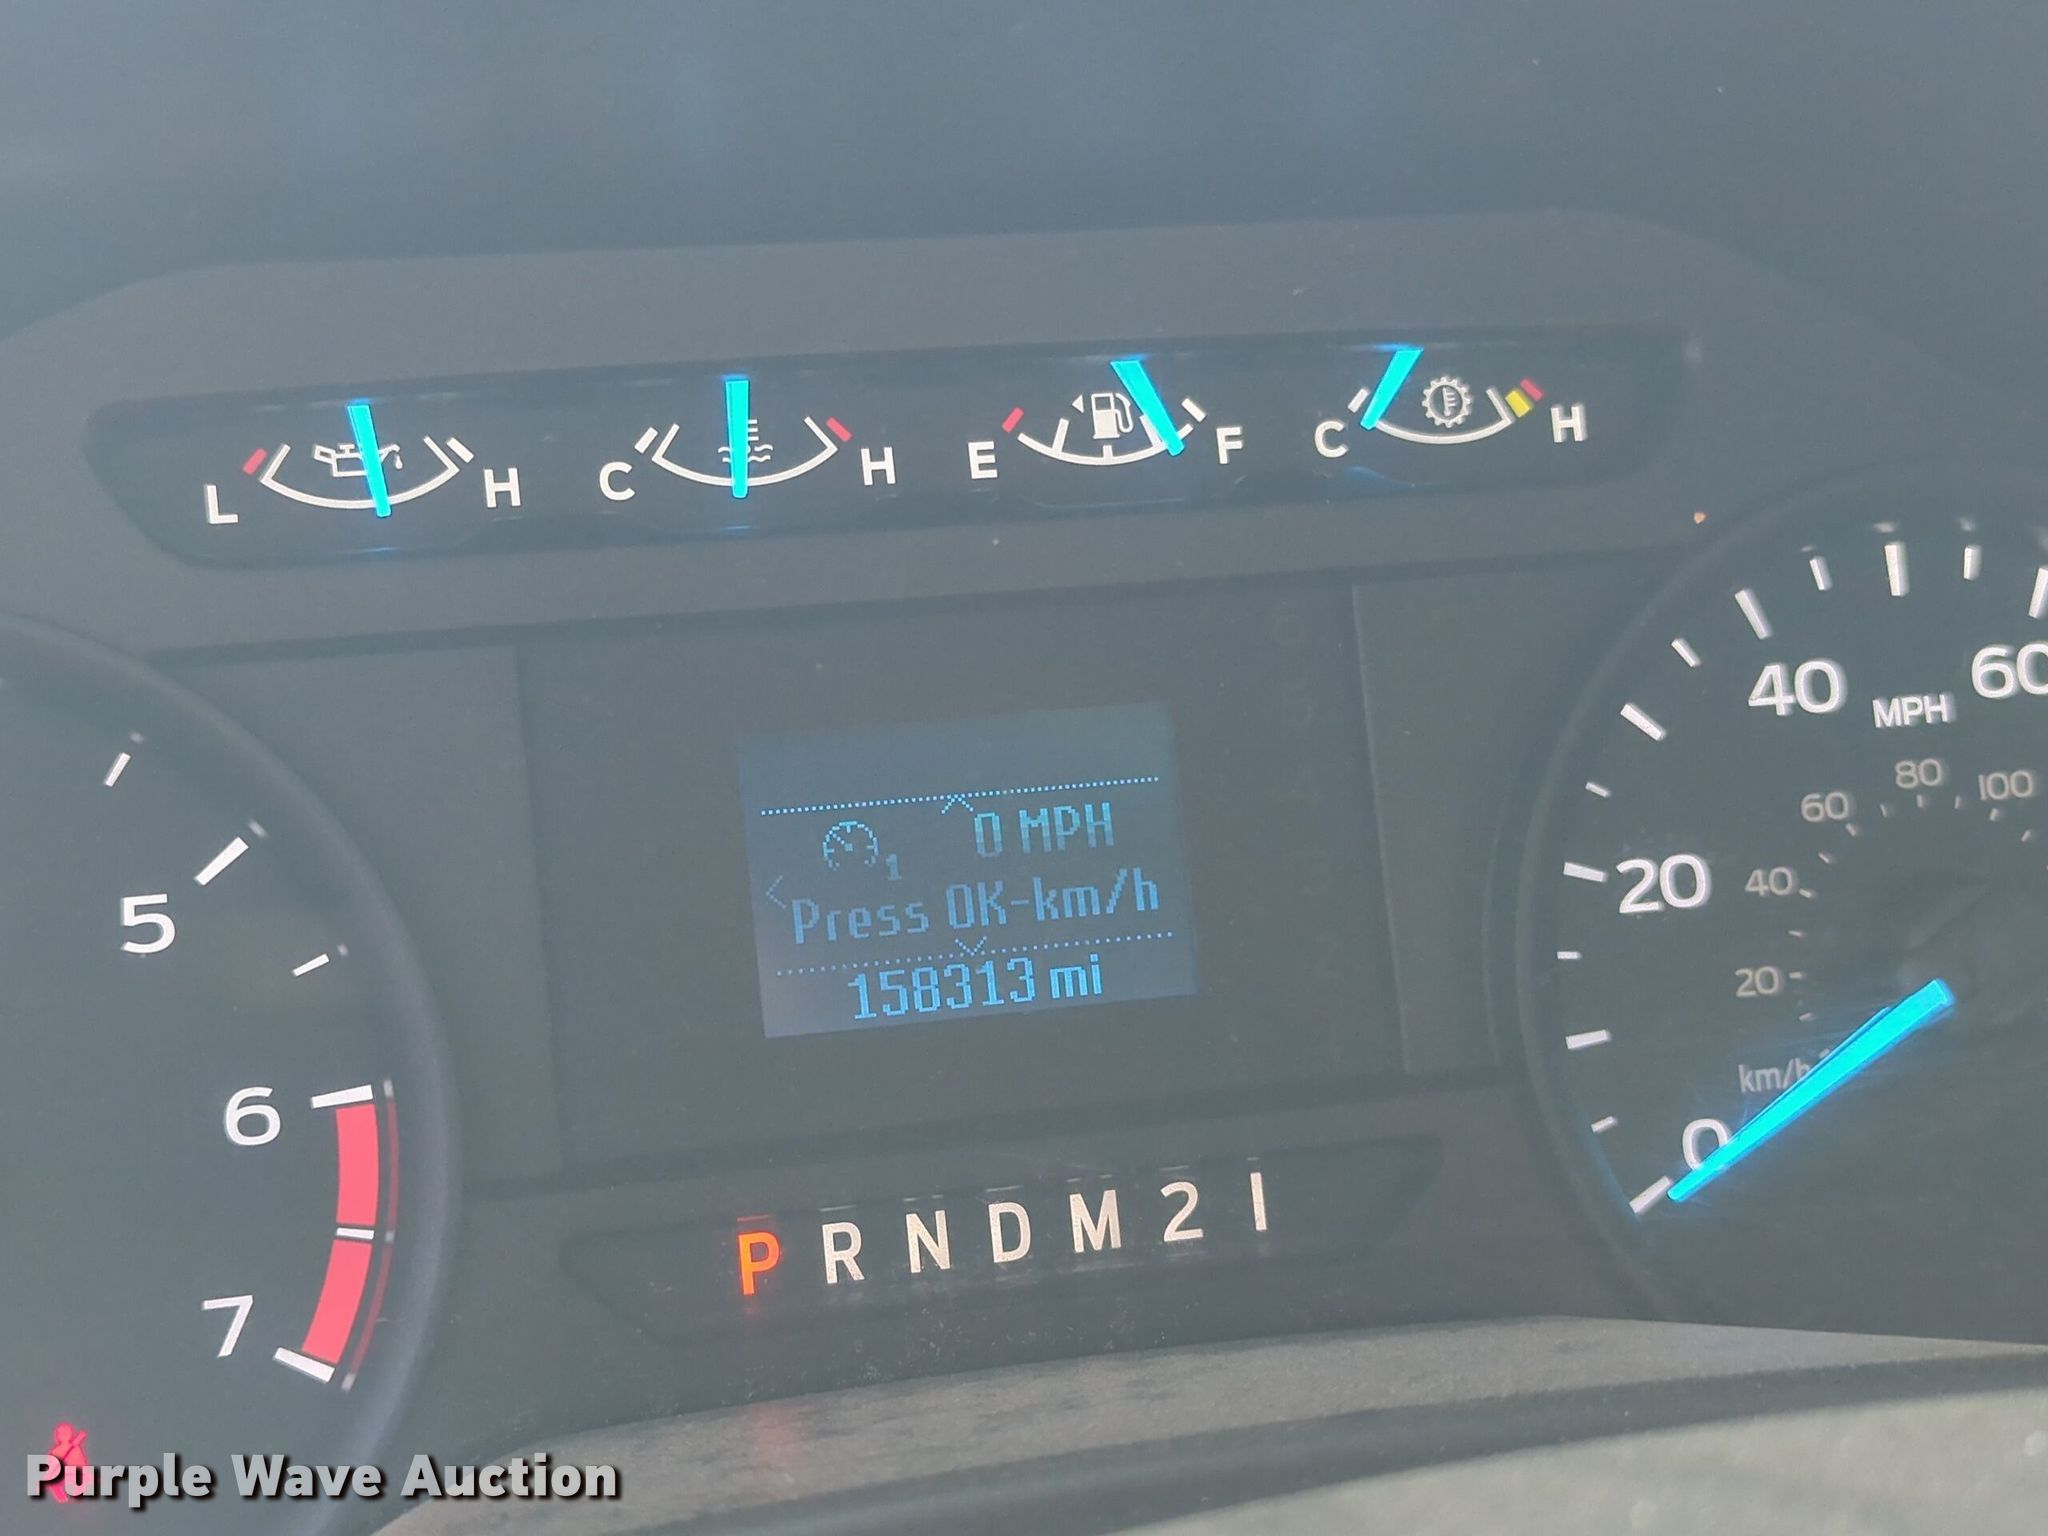 L H C H E F C H
40 60
MPH
80
60 100
20 40
20
km/h
0
5
6
7
0 MPH
1
Press OK-km/h
158313 mi
P R N D M 2 1
Purple Wave Auction